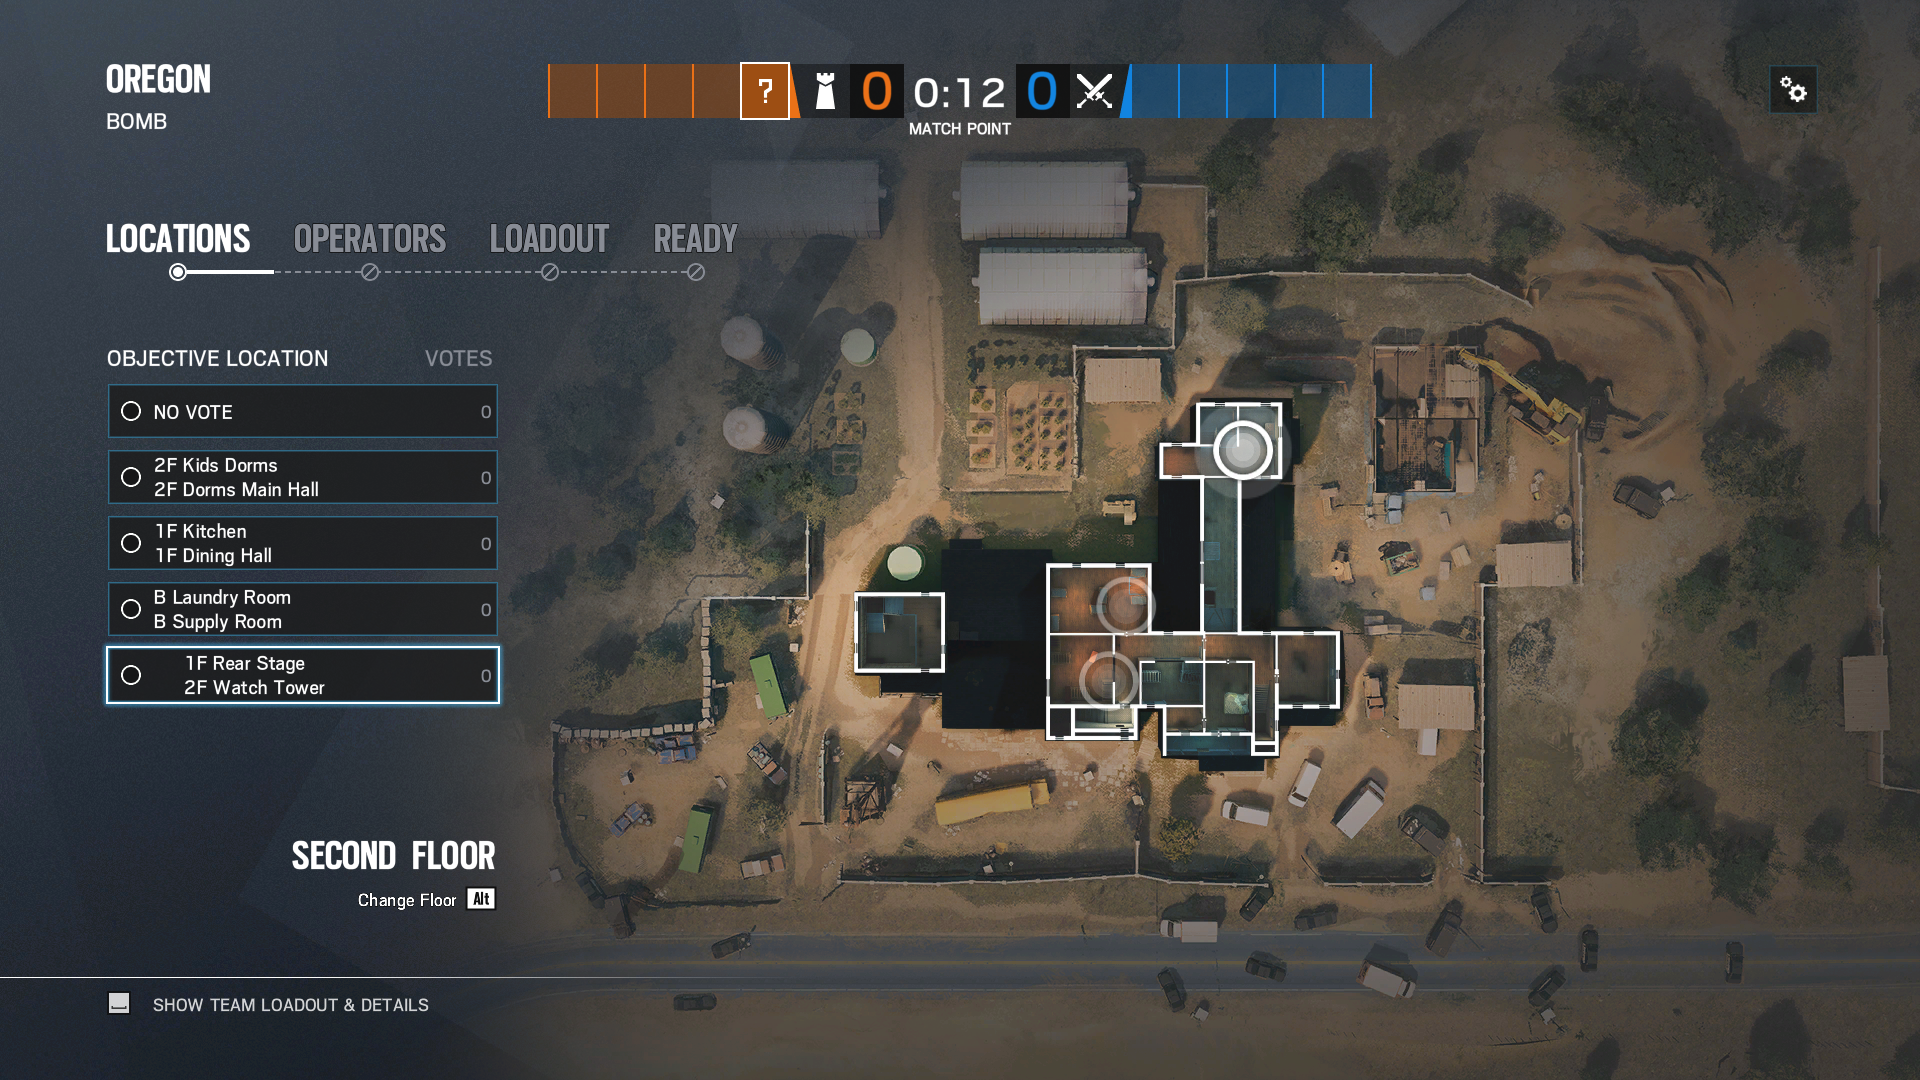 OREGON
BOMB
?
0
0:12
0
MATCH POINT
LOCATIONS
OPERATORS
LOADOUT
READY
OBJECTIVE LOCATION
VOTES
NO VOTE
0
2F Kids Dorms
2F Dorms Main Hall
0
1F Kitchen
1F Dining Hall
0
B Laundry Room
B Supply Room
0
1F Rear Stage
2F Watch Tower
0
SECOND FLOOR
Change Floor Alt
SHOW TEAM LOADOUT & DETAILS